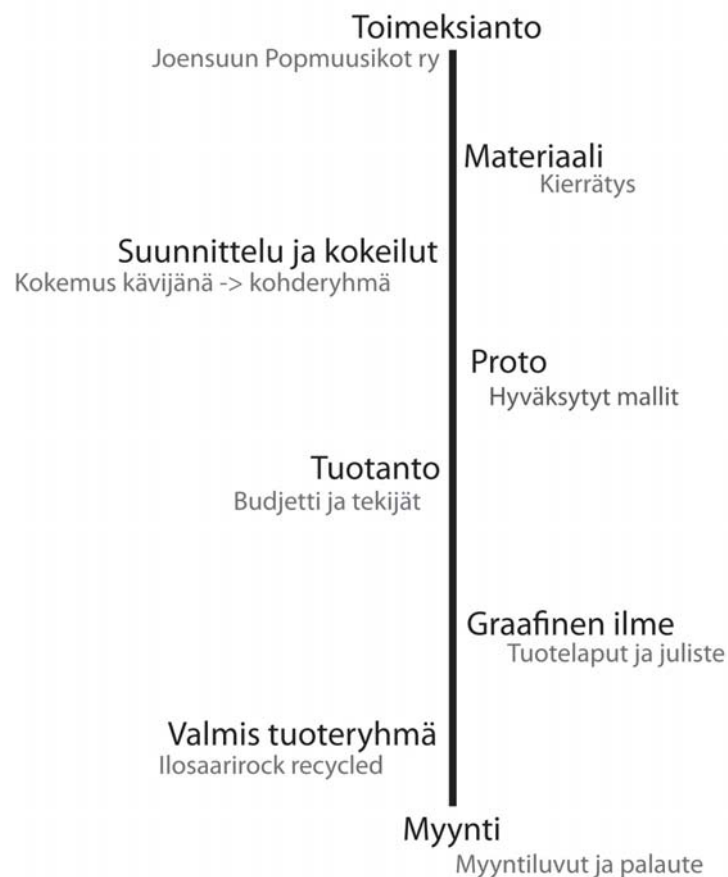 Toimeksianto
Joensuun Popmuusikot ry
Materiaali
Kierrätys
Suunnittelu ja kokeilut
Kokemus kävijänä -> kohderyhmä
Proto
Hyväksytyt mallit
Tuotanto
Budjetti ja tekijät
Graafinen ilme
Tuotelaput ja juliste
Valmis tuoteryhmä
Ilosaarirock recycled
Myynti
Myyntiluvut ja palaute